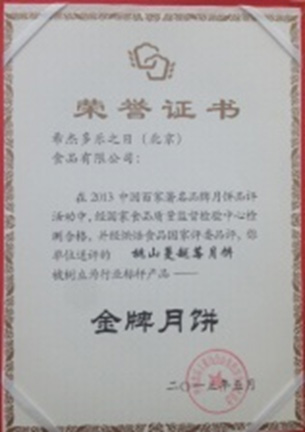 荣誉证书
希杰多乐之日（北京）
食品有限公司：
在2013中国百家著名品牌月饼品评
活动中，经国家食品质量监督检验中心检
测合格，并经烘焙食品国家评委品评，你
单位送评的 桃山蔓越莓月饼
被树立为行业标杆产品——
金牌月饼
二〇一三年五月